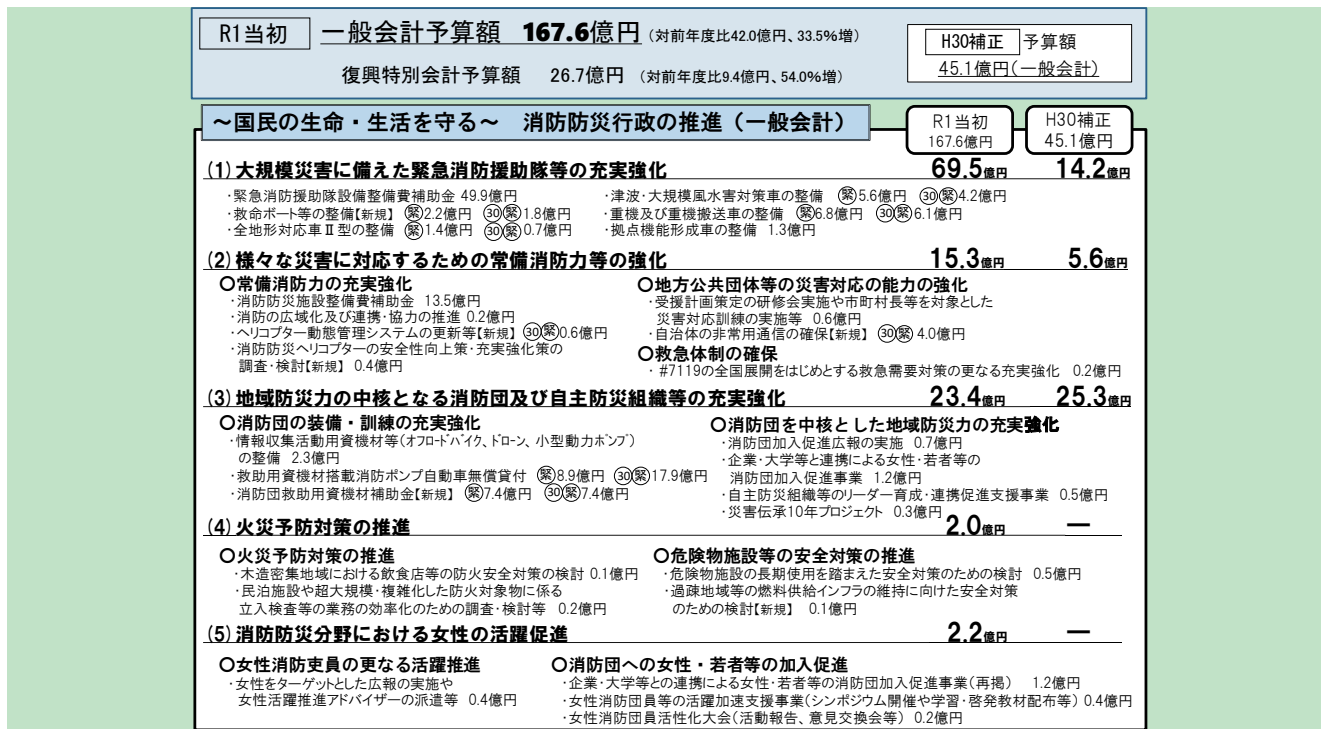 R1当初 一般会計予算額 167.6億円 (対前年度比42.0億円、33.5%増)
復興特別会計予算額 26.7億円 (対前年度比9.4億円、54.0%増)
H30補正 予算額
45.1億円(一般会計)
～国民の生命・生活を守る～ 消防防災行政の推進（一般会計）
R1当初
167.6億円
H30補正
45.1億円
(1)大規模災害に備えた緊急消防援助隊等の充実強化 69.5億円 14.2億円
・緊急消防援助隊設備整備費補助金 49.9億円
・救命ボート等の整備【新規】 ㊕2.2億円 ㉚㊕1.8億円
・全地形対応車Ⅱ型の整備 ㊕1.4億円 ㉚㊕0.7億円
・津波・大規模風水害対策車の整備 緊5.6億円 ㉚緊4.2億円
・重機及び重機搬送車の整備 緊6.8億円 ㉚緊6.1億円
・拠点機能形成車の整備 1.3億円
(2)様々な災害に対応するための常備消防力等の強化 15.3億円 5.6億円
○常備消防力の充実強化
・消防防災施設整備費補助金 13.5億円
・消防の広域化及び連携・協力の推進 0.2億円
・ヘリコプター動態管理システムの更新等【新規】 ㉚緊0.6億円
・消防防災ヘリコプターの安全性向上策・充実強化策の
調査・検討【新規】 0.4億円
○地方公共団体等の災害対応の能力の強化
・受援計画策定の研修会実施や市町村長等を対象とした
災害対応訓練の実施等 0.6億円
・自治体の非常用通信の確保【新規】 ㉚緊 4.0億円
○救急体制の確保
・ #7119の全国展開をはじめとする救急需要対策の更なる充実強化 0.2億円
(3)地域防災力の中核となる消防団及び自主防災組織等の充実強化 23.4億円 25.3億円
○消防団の装備・訓練の充実強化
・情報収集活動用資機材等(ｵﾌﾛｰﾄﾞﾊﾞｲｸ、ﾄﾞﾛｰﾝ、小型動力ﾎﾟﾝﾌﾟ)
の整備 2.3億円
・救助用資機材搭載消防ポンプ自動車無償貸付 緊8.9億円 ㉚緊17.9億円
・消防団救助用資機材補助金【新規】 緊7.4億円 ㉚緊7.4億円
○消防団を中核とした地域防災力の充実強化
・消防団加入促進広報の実施 0.7億円
・企業・大学等と連携による女性・若者等の
消防団加入促進事業 1.2億円
・自主防災組織等のリーダー育成・連携促進支援事業 0.5億円
・災害伝承10年プロジェクト 0.3億円
(4)火災予防対策の推進 2.0億円 ―
○火災予防対策の推進
・木造密集地域における飲食店等の防火安全対策の検討 0.1億円
・民泊施設や超大規模・複雑化した防火対象物に係る
立入検査等の業務の効率化のための調査・検討等 0.2億円
○危険物施設等の安全対策の推進
・危険物施設の長期使用を踏まえた安全対策のための検討 0.5億円
・過疎地域等の燃料供給インフラの維持に向けた安全対策
のための検討【新規】 0.1億円
(5)消防防災分野における女性の活躍促進 2.2億円 ―
○女性消防吏員の更なる活躍推進
・女性をターゲットとした広報の実施や
女性活躍推進アドバイザーの派遣等 0.4億円
○消防団への女性・若者等の加入促進
・企業・大学等との連携による女性・若者等の消防団加入促進事業(再掲) 1.2億円
・女性消防団員等の活躍加速支援事業(シンポジウム開催や学習・啓発教材配布等) 0.4億円
・女性消防団員活性化大会(活動報告、意見交換会等) 0.2億円